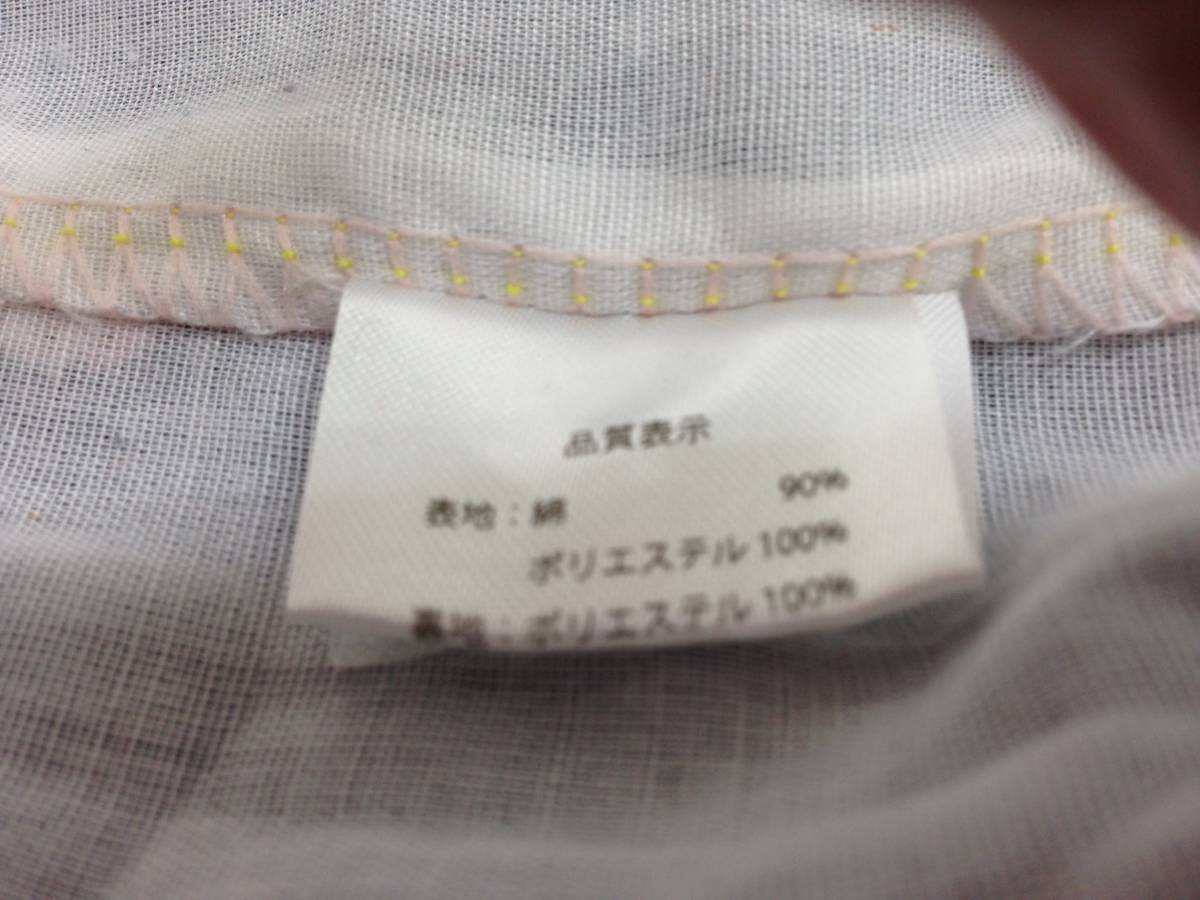 品質表示
表地:綿 90%
ポリエステル 100%
裏地:ポリエステル 100%